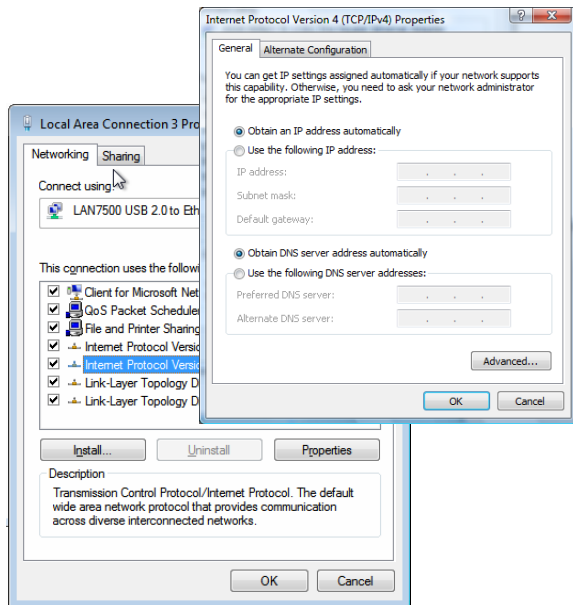 Internet Protocol Version 4 (TCP/IPv4) Properties
General
Alternate Configuration
You can get IP settings assigned automatically if your network supports
this capability. Otherwise, you need to ask your network administrator
for the appropriate IP settings.
Obtain an IP address automatically
Use the following IP address:
IP address:
Subnet mask:
Default gateway:
Obtain DNS server address automatically
Use the following DNS server addresses:
Preferred DNS server:
Alternate DNS server:
Advanced...
OK
Cancel
Local Area Connection 3 Pro
Networking
Sharing
Connect using:
LAN7500 USB 2.0 to Eth
This connection uses the followi
Client for Microsoft Net
QoS Packet Scheduler
File and Printer Sharing
Internet Protocol Versio
Internet Protocol Versio
Link-Layer Topology D
Link-Layer Topology D
Install...
Uninstall
Properties
Description
Transmission Control Protocol/Internet Protocol. The default
wide area network protocol that provides communication
across diverse interconnected networks.
OK
Cancel